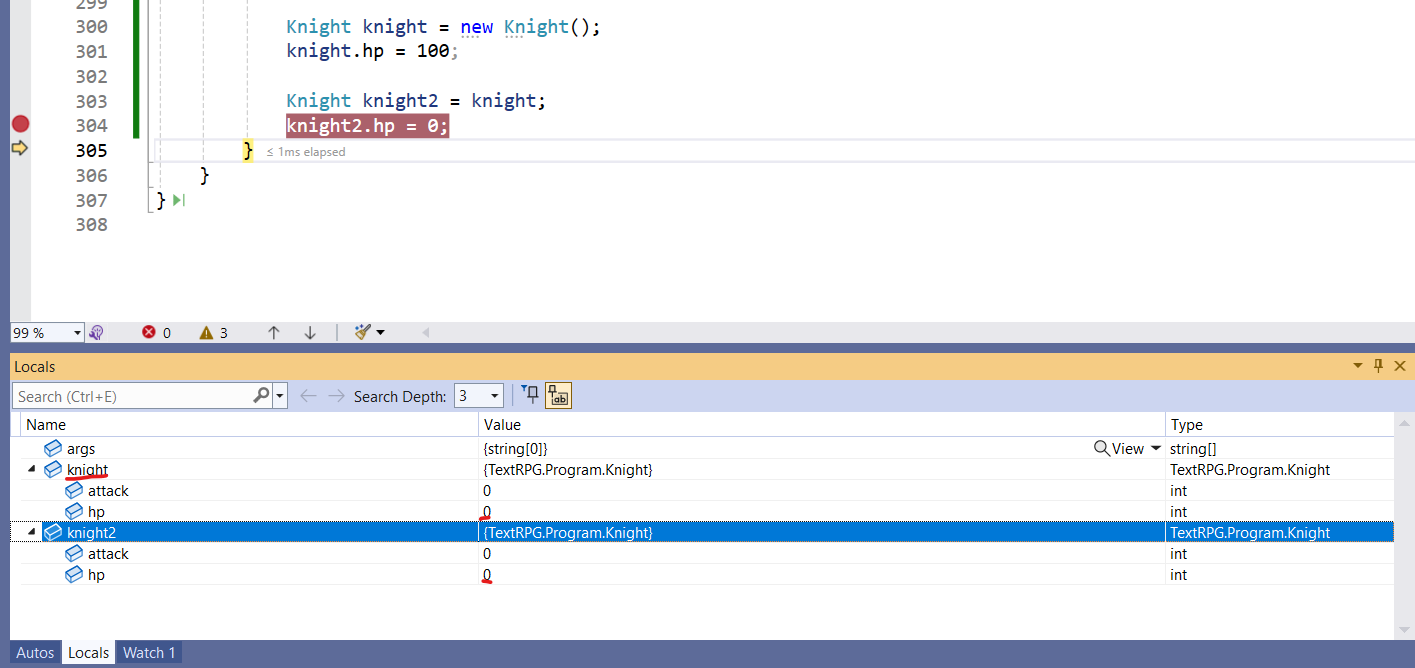 299
300 Knight knight = new Knight();
301 knight.hp = 100;
302
303 Knight knight2 = knight;
304 knight2.hp = 0;
305 } ≤ 1ms elapsed
306 }
307 }
308
99 % 0 3
Locals
Search (Ctrl+E) Search Depth: 3
Name Value Type
args {string[0]} View string[]
knight {TextRPG.Program.Knight} TextRPG.Program.Knight
attack 0 int
hp 0 int
knight2 {TextRPG.Program.Knight} TextRPG.Program.Knight
attack 0 int
hp 0 int
Autos Locals Watch 1